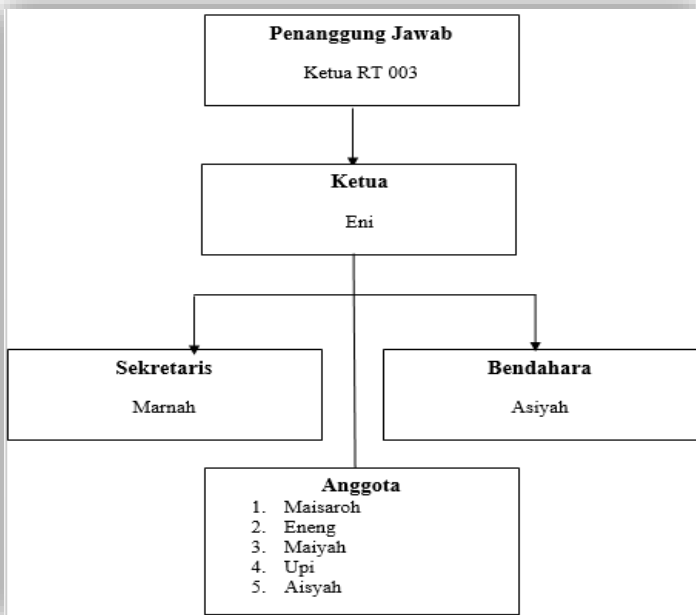 Penanggung Jawab
Ketua RT 003
Ketua
Eni
Sekretaris
Marnah
Bendahara
Asiyah
Anggota
1. Maisaroh
2. Eneng
3. Maiyah
4. Upi
5. Aisyah